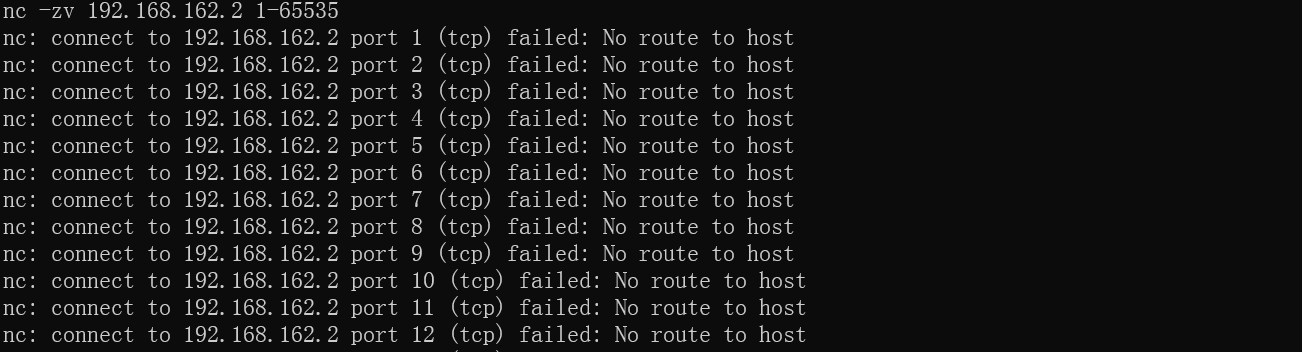 nc -zv 192.168.162.2 1-65535
nc: connect to 192.168.162.2 port 1 (tcp) failed: No route to host
nc: connect to 192.168.162.2 port 2 (tcp) failed: No route to host
nc: connect to 192.168.162.2 port 3 (tcp) failed: No route to host
nc: connect to 192.168.162.2 port 4 (tcp) failed: No route to host
nc: connect to 192.168.162.2 port 5 (tcp) failed: No route to host
nc: connect to 192.168.162.2 port 6 (tcp) failed: No route to host
nc: connect to 192.168.162.2 port 7 (tcp) failed: No route to host
nc: connect to 192.168.162.2 port 8 (tcp) failed: No route to host
nc: connect to 192.168.162.2 port 9 (tcp) failed: No route to host
nc: connect to 192.168.162.2 port 10 (tcp) failed: No route to host
nc: connect to 192.168.162.2 port 11 (tcp) failed: No route to host
nc: connect to 192.168.162.2 port 12 (tcp) failed: No route to host